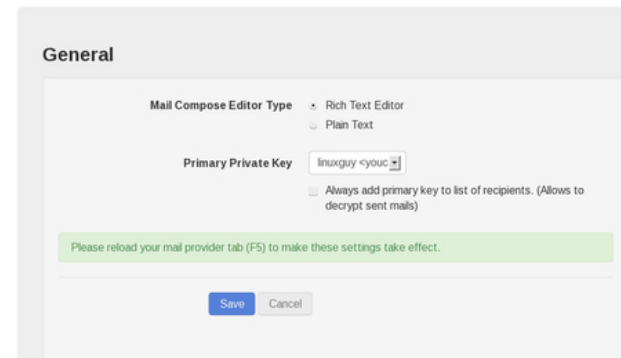 General
Mail Compose Editor Type
Rich Text Editor
Plain Text
Primary Private Key
linuxguy <youc
Always add primary key to list of recipients. (Allows to
decrypt sent mails)
Please reload your mail provider tab (F5) to make these settings take effect.
Save Cancel